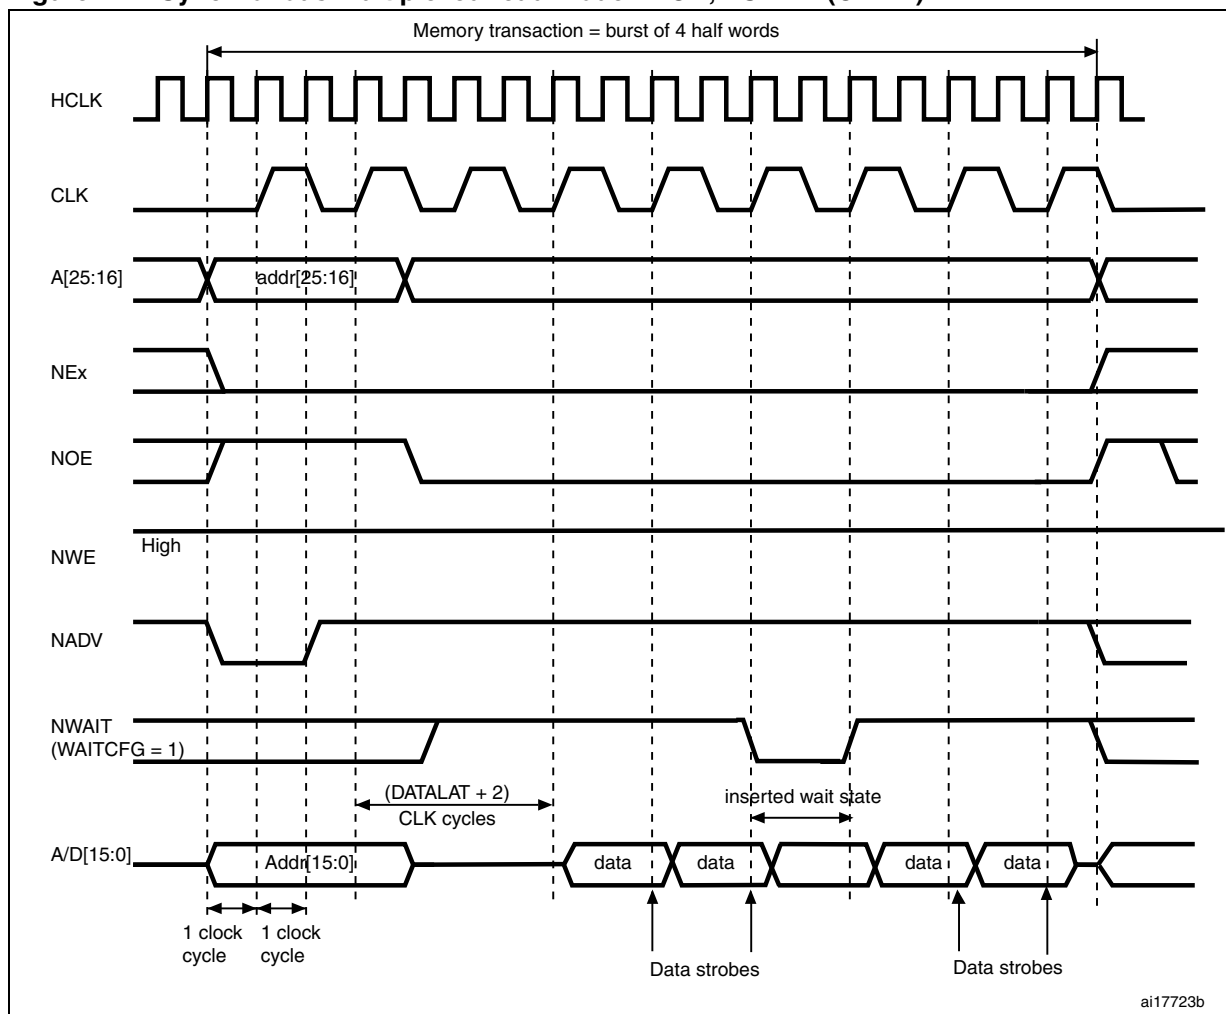 Memory transaction = burst of 4 half words
HCLK
CLK
A[25:16]
addr[25:16]
NEx
NOE
High
NWE
NADV
NWAIT
(WAITCFG = 1)
(DATALAT + 2)
CLK cycles
inserted wait state
A/D[15:0]
Addr[15:0]
data
data
data
data
1 clock
cycle
1 clock
cycle
Data strobes
Data strobes
ai17723b